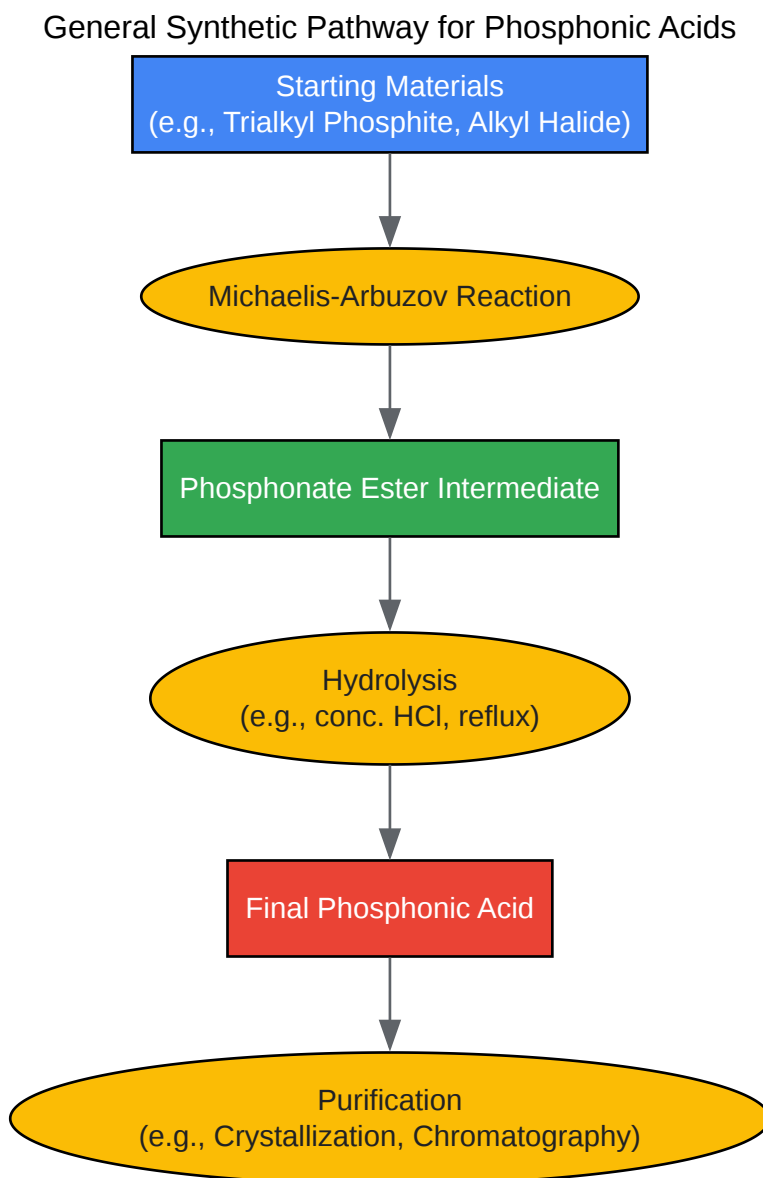 General Synthetic Pathway for Phosphonic Acids
Starting Materials
(e.g., Trialkyl Phosphite, Alkyl Halide)
Michaelis-Arbuzov Reaction
Phosphonate Ester Intermediate
Hydrolysis
(e.g., conc. HCl, reflux)
Final Phosphonic Acid
Purification
(e.g., Crystallization, Chromatography)